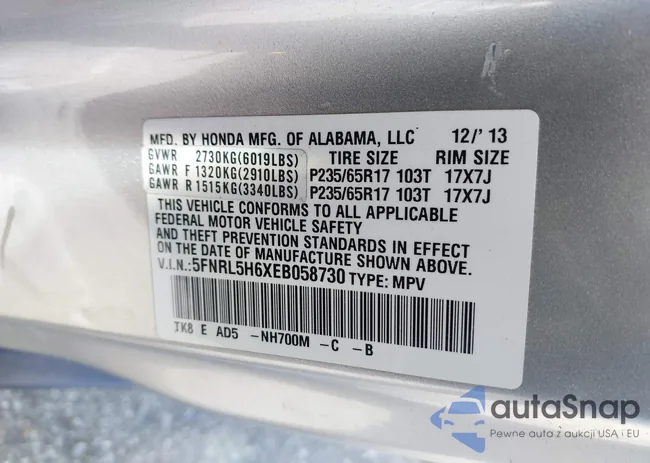 MFD. BY HONDA MFG. OF ALABAMA, LLC 12/'13
GVWR 2730KG(6019LBS) TIRE SIZE RIM SIZE
GAWR F 1320KG(2910LBS) P235/65R17 103T 17X7J
GAWR R 1515KG(3340LBS) P235/65R17 103T 17X7J
THIS VEHICLE CONFORMS TO ALL APPLICABLE
FEDERAL MOTOR VEHICLE SAFETY
AND THEFT PREVENTION STANDARDS IN EFFECT
ON THE DATE OF MANUFACTURE SHOWN ABOVE.
V.I.N.:5FNRL5H6XEB058730 TYPE: MPV
TK8 E AD5 -NH700M -C -B
autoSnap
Pewne auta z aukcji USA i EU